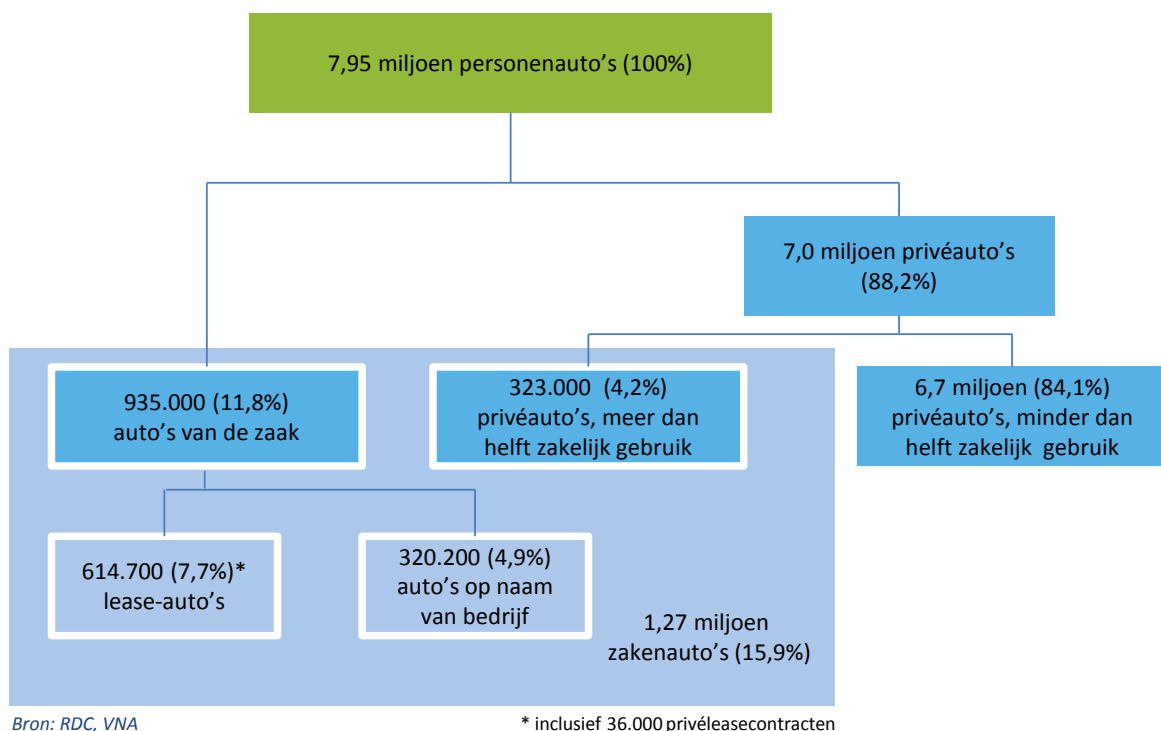 7,95 miljoen personenauto’s (100%)
7,0 miljoen privéauto’s
(88,2%)
935.000 (11,8%)
auto’s van de zaak
323.000 (4,2%)
privéauto’s, meer dan
helft zakelijk gebruik
6,7 miljoen (84,1%)
privéauto’s, minder dan
helft zakelijk gebruik
614.700 (7,7%)*
lease-auto’s
320.200 (4,9%)
auto’s op naam
van bedrijf
1,27 miljoen
zakenauto’s (15,9%)
Bron: RDC, VNA
* inclusief 36.000 privéleasecontracten